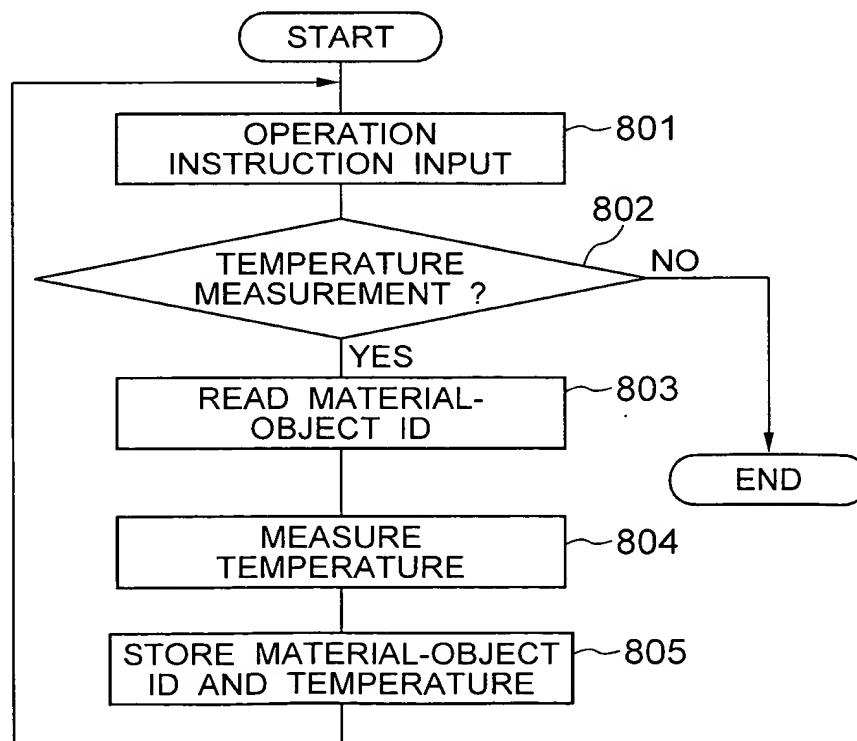 START
OPERATION
INSTRUCTION INPUT
801
802
TEMPERATURE
MEASUREMENT ?
NO
YES
READ MATERIAL-
OBJECT ID
803
END
MEASURE
TEMPERATURE
804
STORE MATERIAL-OBJECT
ID AND TEMPERATURE
805